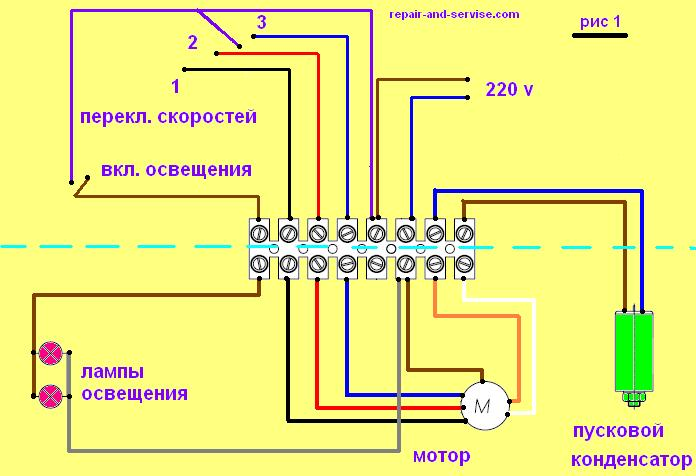 repair-and-servise.com
рис 1
3
2
1
220 v
перекл. скоростей
вкл. освещения
лампы
освещения
М
мотор
пусковой
конденсатор